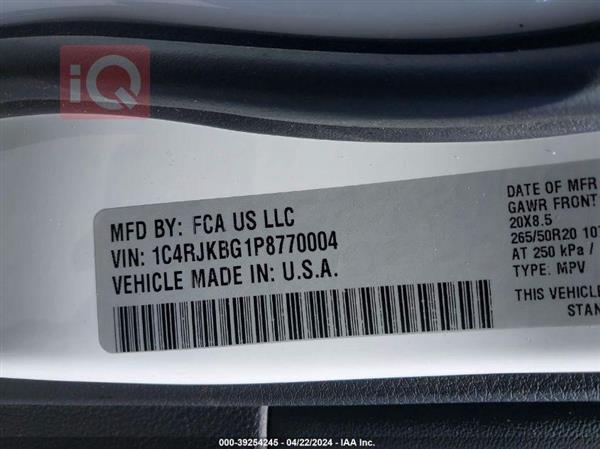 iQ
MFD BY: FCA US LLC
VIN: 1C4RJKBG1P8770004
VEHICLE MADE IN: U.S.A.
DATE OF MFR
GAWR FRONT
20X8.5
265/50R20 107
AT 250 kPa /
TYPE: MPV
THIS VEHICLE
STAN
000-39254245 - 04/22/2024 - IAA Inc.